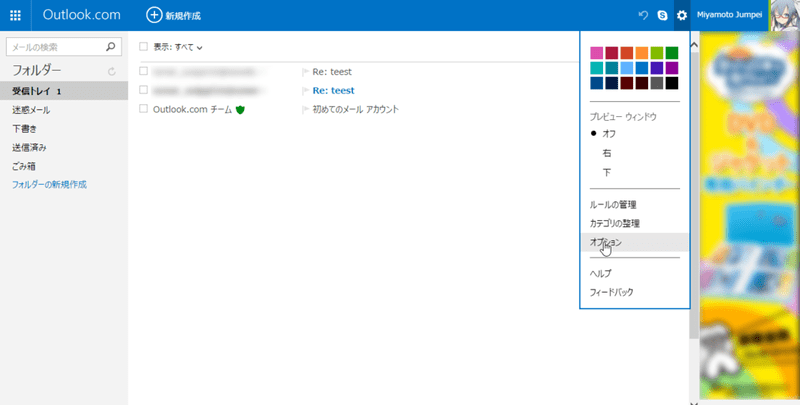 Outlook.com
新規作成
Miyamoto Jumpei
メールの検索
フォルダー
受信トレイ 1
迷惑メール
下書き
送信済み
ごみ箱
フォルダーの新規作成
表示: すべて
Re: teest
Re: teest
Outlook.com チーム 初めてのメール アカウント
プレビュー ウィンドウ
オフ
右
下
ルールの管理
カテゴリの整理
オプション
ヘルプ
フィードバック
DVD